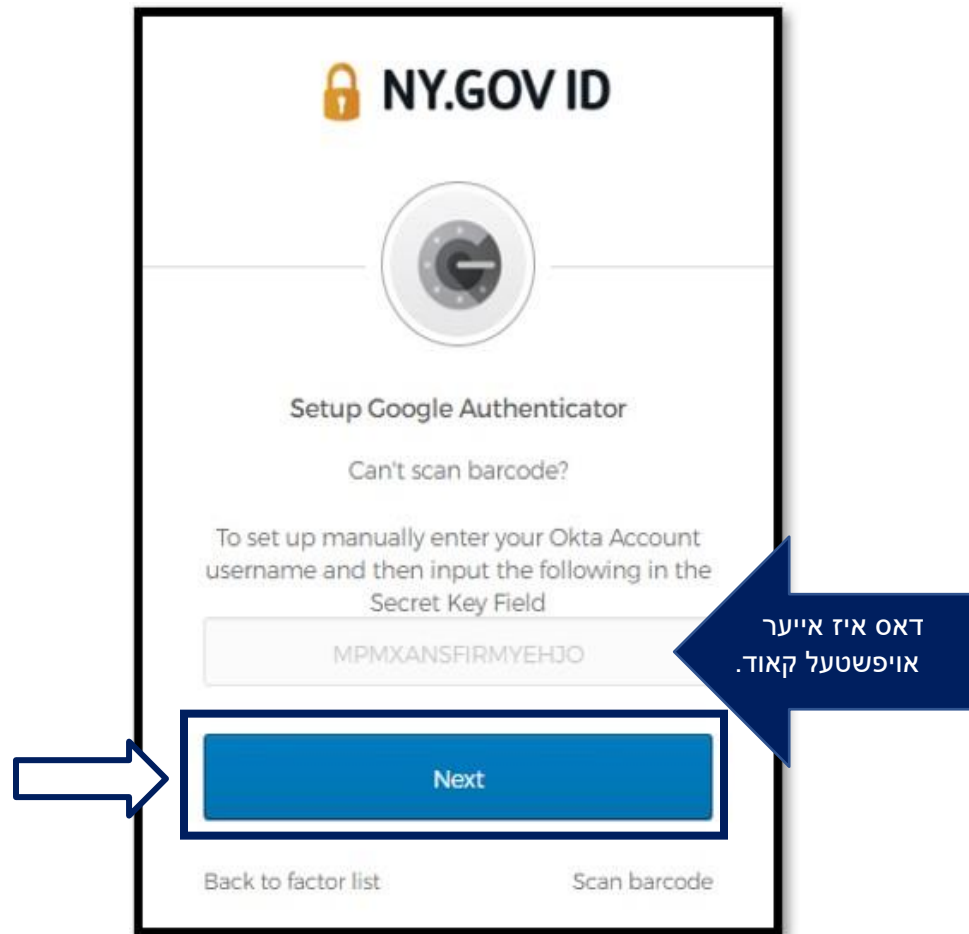 NY.GOV ID
Setup Google Authenticator
Can't scan barcode?
To set up manually enter your Okta Account
username and then input the following in the
Secret Key Field
MPMXANSFIRMYEHJO
דאס איז אייער
אויפשטעל קאוד.
Next
Back to factor list
Scan barcode